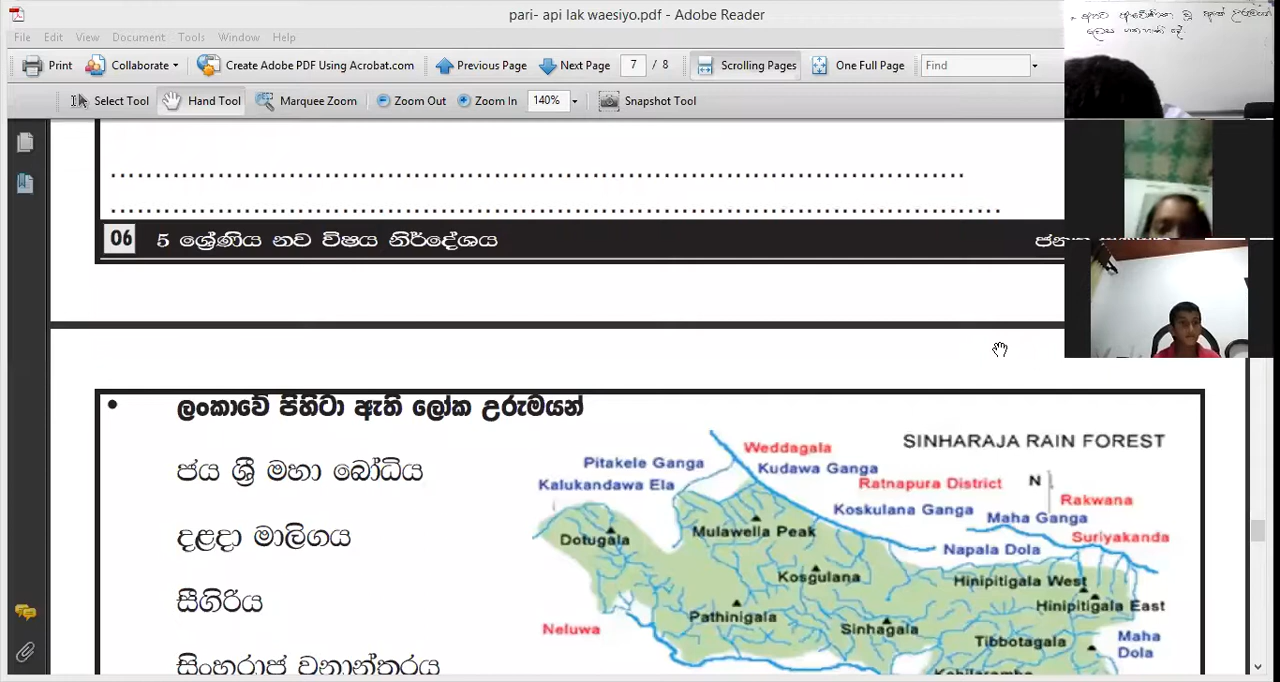 pari- api lak waesiyo.pdf - Adobe Reader
File Edit View Document Tools Window Help
Print Collaborate Create Adobe PDF Using Acrobat.com Previous Page Next Page 7 / 8 Scrolling Pages One Full Page Find
Select Tool Hand Tool Marquee Zoom Zoom Out Zoom In 140% Snapshot Tool
06 5 ශ්‍රේණිය නව විෂය නිර්දේශය
• ලංකාවේ පිහිටා ඇති ලෝක උරුමයන්
ජය ශ්‍රී මහා බෝධිය
දළදා මාලිගය
සීගිරිය
සිංහරාජ වනාන්තරය
SINHARAJA RAIN FOREST
Weddagala
Pitakele Ganga
Kudawa Ganga
Kalukandawa Ela
Ratnapura District
N
Rakwana
Koskulana Ganga
Maha Ganga
Mulawella Peak
Suriyakanda
Dotugala
Napala Dola
Kosgulana
Hinipitigala West
Hinipitigala East
Pathinigala
Neluwa
Sinhagala
Tibbotagala
Maha
Dola